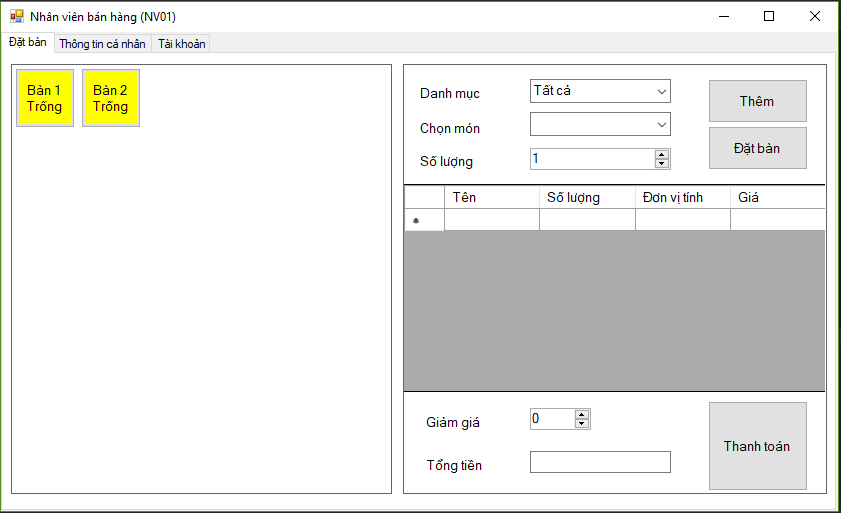 Nhân viên bán hàng (NV01)
Đặt bàn Thông tin cá nhân Tài khoản
Bàn 1
Trống
Bàn 2
Trống
Danh mục Tất cả
Thêm
Chọn món
Đặt bàn
Số lượng 1
Tên Số lượng Đơn vị tính Giá
Giảm giá 0
Thanh toán
Tổng tiền